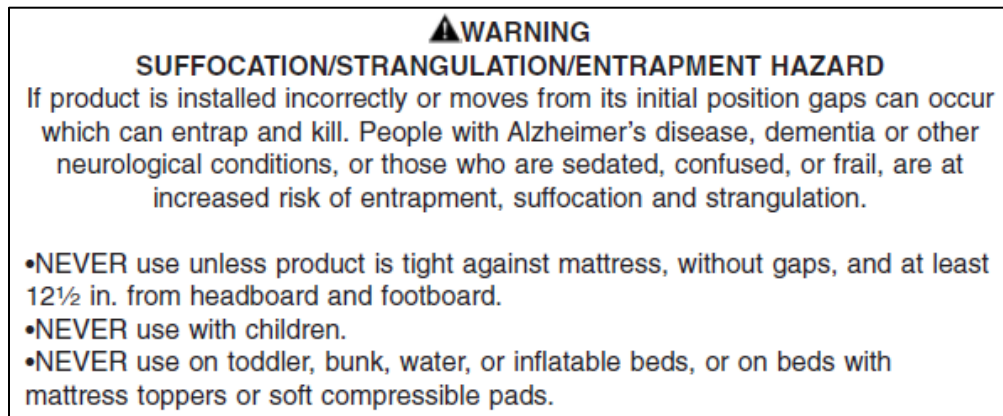 ⚠WARNING
SUFFOCATION/STRANGULATION/ENTRAPMENT HAZARD
If product is installed incorrectly or moves from its initial position gaps can occur
which can entrap and kill. People with Alzheimer's disease, dementia or other
neurological conditions, or those who are sedated, confused, or frail, are at
increased risk of entrapment, suffocation and strangulation.
•NEVER use unless product is tight against mattress, without gaps, and at least
12½ in. from headboard and footboard.
•NEVER use with children.
•NEVER use on toddler, bunk, water, or inflatable beds, or on beds with
mattress toppers or soft compressible pads.